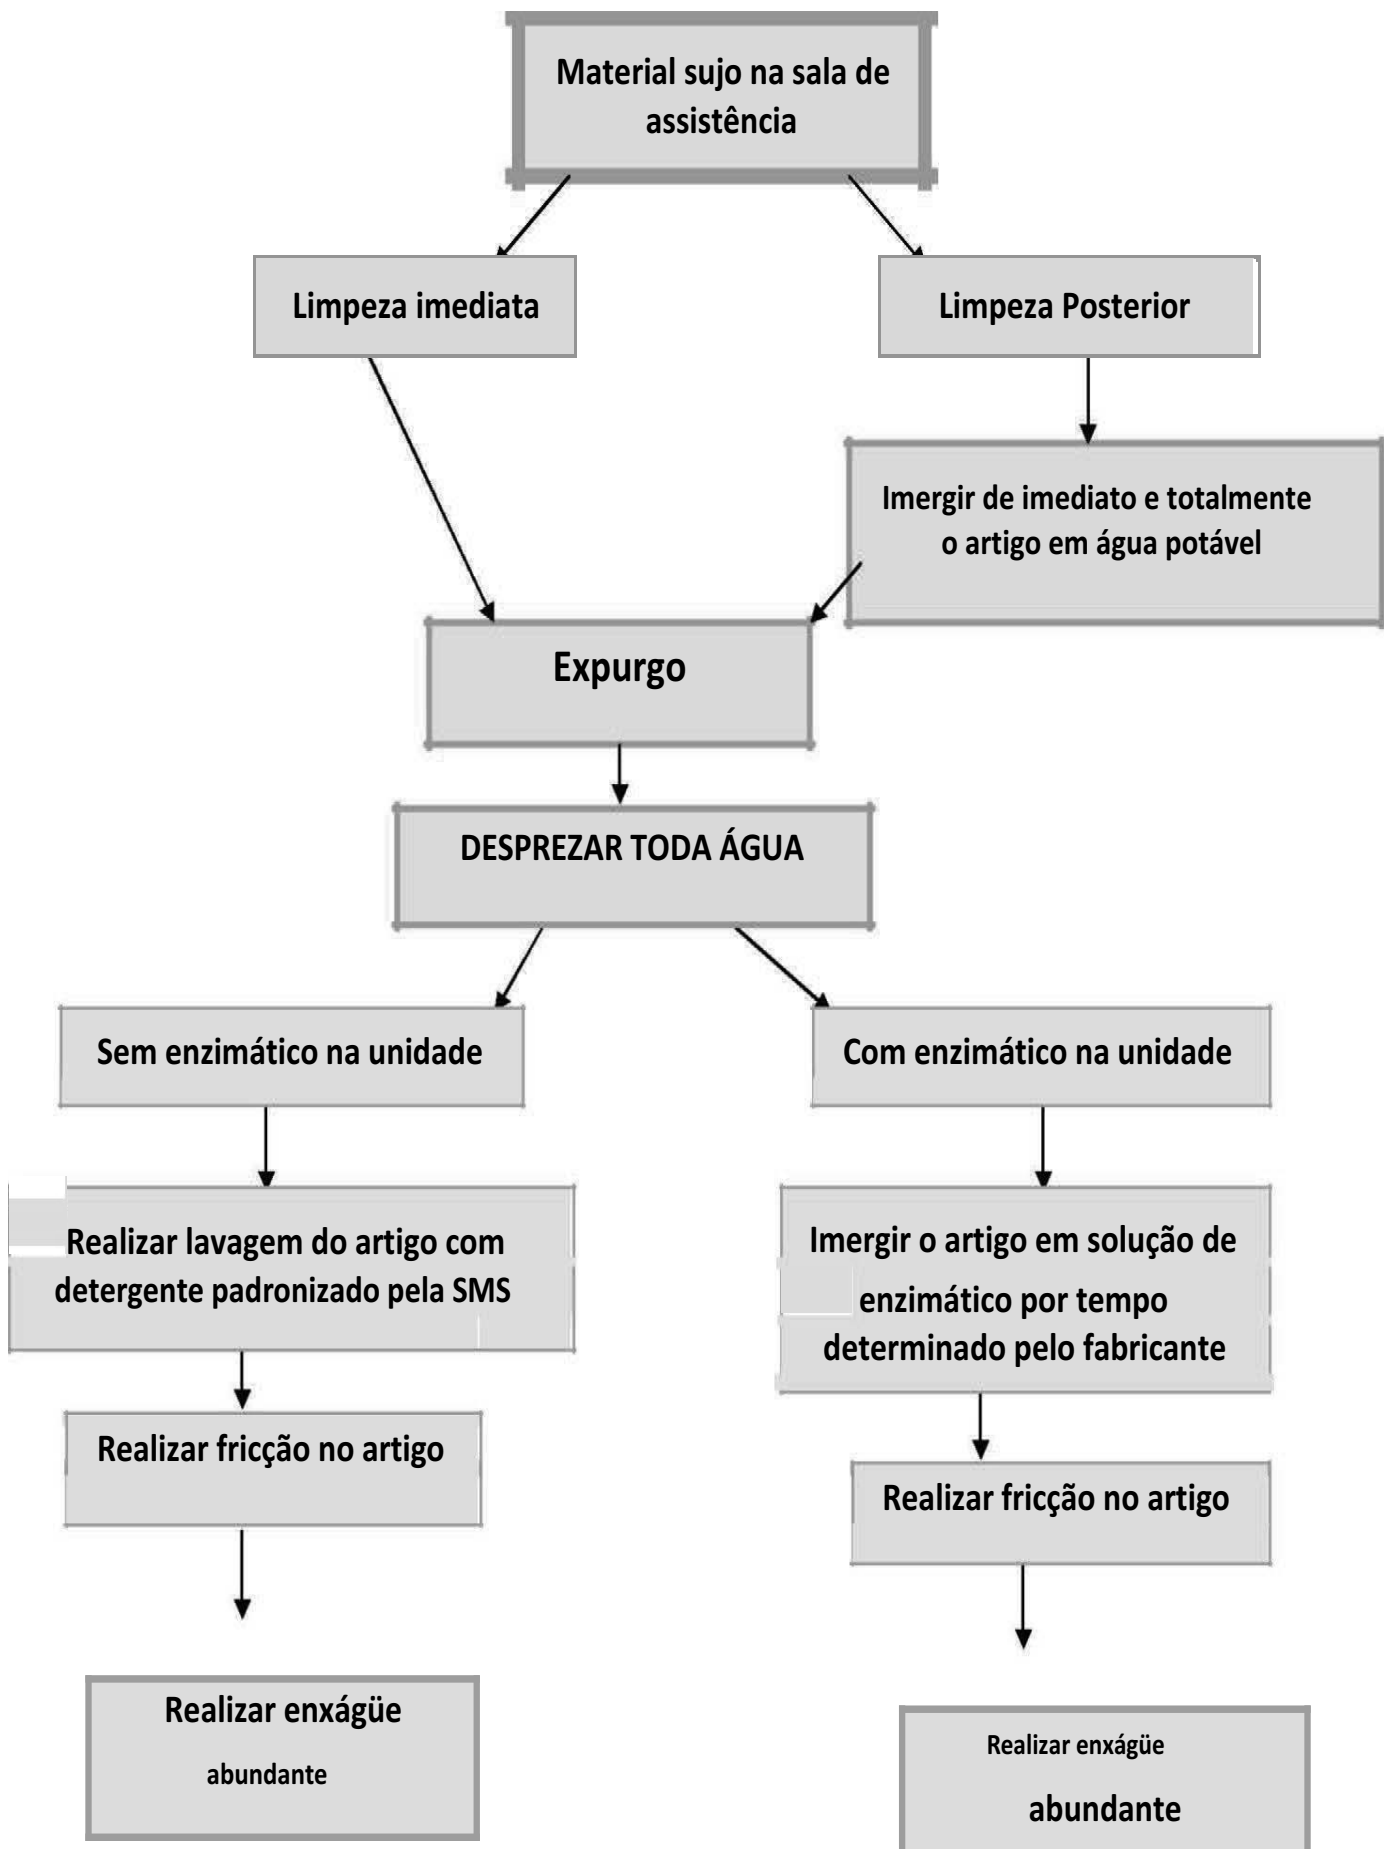 Material sujo na sala de
assistência
Limpeza imediata
Limpeza Posterior
Imergir de imediato e totalmente
o artigo em água potável
Expurgo
DESPREZAR TODA ÁGUA
Sem enzimático na unidade
Com enzimático na unidade
Realizar lavagem do artigo com
detergente padronizado pela SMS
Imergir o artigo em solução de
enzimático por tempo
determinado pelo fabricante
Realizar fricção no artigo
Realizar fricção no artigo
Realizar enxágüe
abundante
Realizar enxágüe
abundante